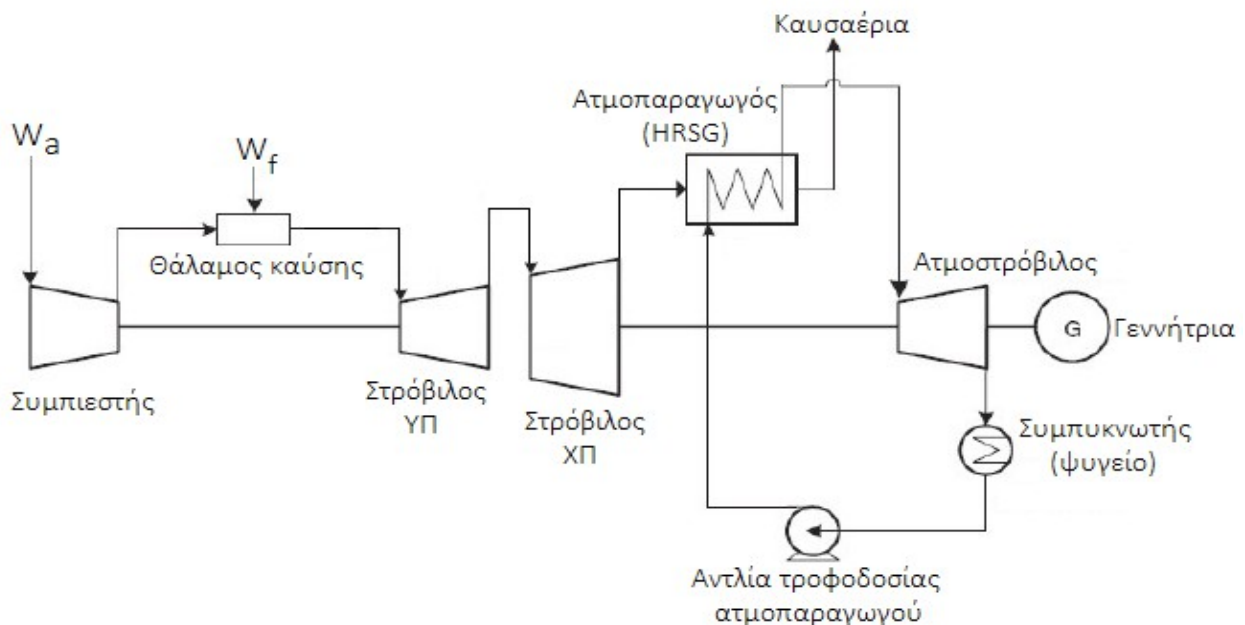 Καυσαέρια
Ατμοπαραγωγός
(HRSG)
Wa
Wf
Θάλαμος καύσης
Ατμοστρόβιλος
G
Γεννήτρια
Συμπιεστής
Στρόβιλος
ΥΠ
Στρόβιλος
ΧΠ
Συμπυκνωτής
(ψυγείο)
Αντλία τροφοδοσίας
ατμοπαραγωγού